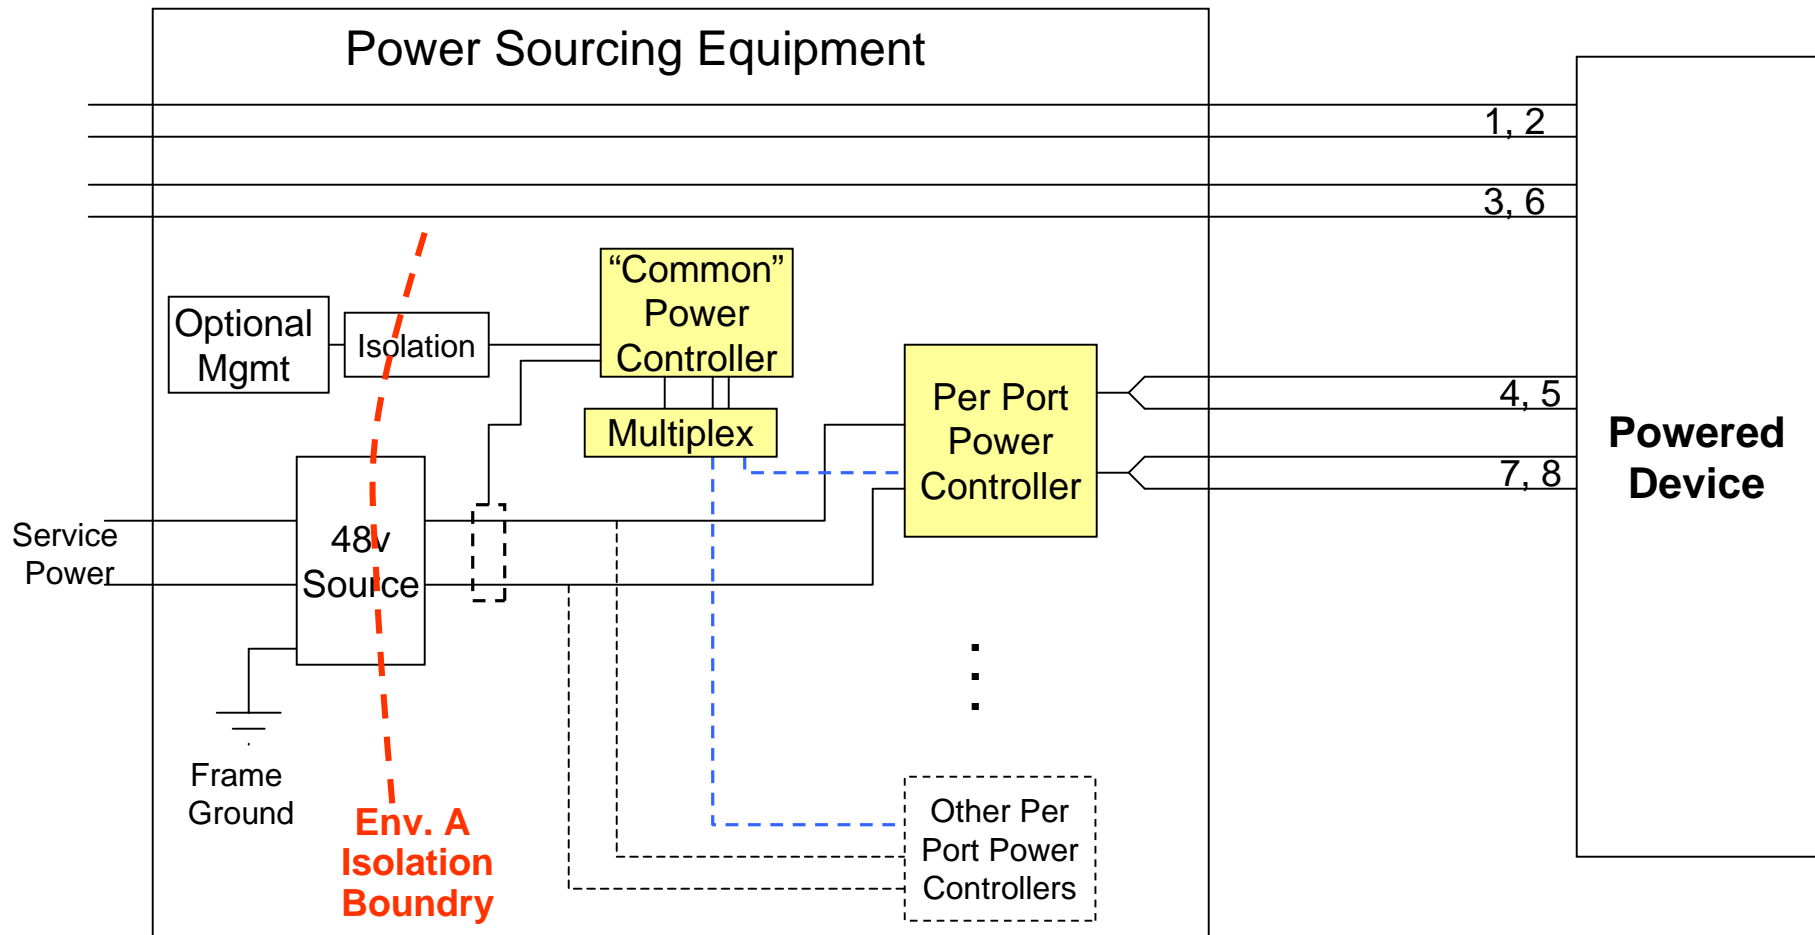 Power Sourcing Equipment
1, 2
3, 6
“Common”
Power
Controller
Optional
Mgmt
Isolation
Multiplex
Per Port
Power
Controller
4, 5
7, 8
Powered
Device
Service
Power
48v
Source
Frame
Ground
Env. A
Isolation
Boundry
Other Per
Port Power
Controllers